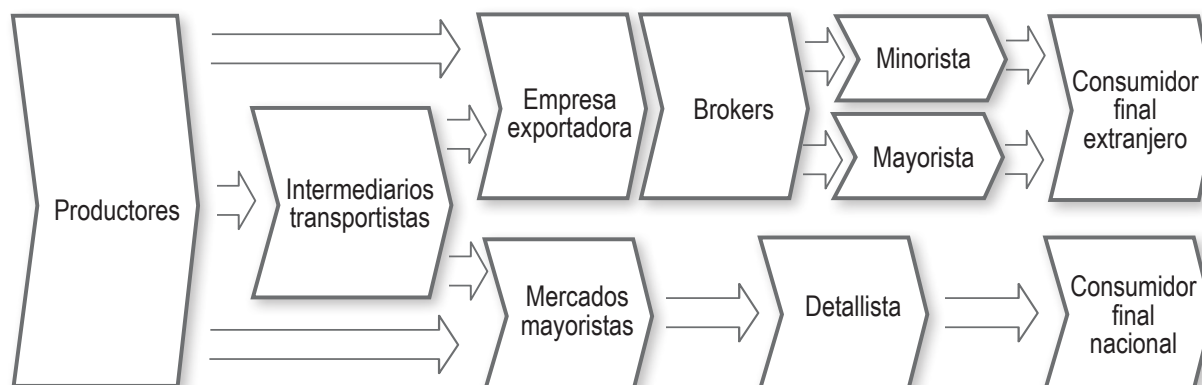 Productores
Intermediarios
transportistas
Empresa
exportadora
Brokers
Minorista
Mayorista
Consumidor
final
extranjero
Mercados
mayoristas
Detallista
Consumidor
final
nacional